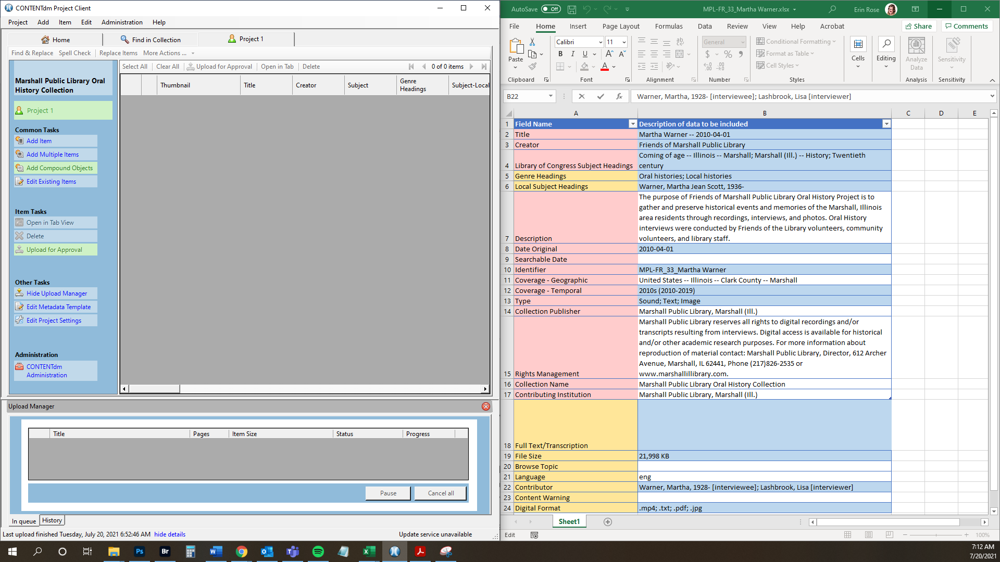 CONTENTdm Project Client
Project Add Item Edit Administration Help
Home Find in Collection Project 1
Find & Replace Spell Check Replace Items More Actions ...
Marshall Public Library Oral
History Collection
Project 1
Common Tasks
Add Item
Add Multiple Items
Add Compound Objects
Edit Existing Items
Item Tasks
Open in Tab View
Delete
Upload for Approval
Other Tasks
Hide Upload Manager
Edit Metadata Template
Edit Project Settings
Administration
CONTENTdm
Administration
Select All Clear All Upload for Approval Open in Tab Delete 0 of 0 items
Thumbnail Title Creator Subject Genre Headings Subject-Local
Upload Manager
Title Pages Item Size Status Progress
Pause Cancel all
In queue History
Last upload finished Tuesday, July 20, 2021 6:52:46 AM hide details Update service unavailable
AutoSave Off MPL-FR_33_Martha Warner.xlsx Erin Rose
File Home Insert Page Layout Formulas Data Review View Help Acrobat Share Comments
Paste
Clipboard
Calibri 11
B I U A A A
Font
ab
Alignment
General
$ % 9
Number
Conditional Formatting
Format as Table
Cell Styles
Styles
Cells
Editing
Analyze
Data
Analysis
Sensitivity
Sensitivity
B22 fx Warner, Martha, 1928- [interviewee]; Lashbrook, Lisa [interviewer]
A B C D E
1 Field Name Description of data to be included
2 Title Martha Warner -- 2010-04-01
3 Creator Friends of Marshall Public Library
4 Library of Congress Subject Headings Coming of age -- Illinois -- Marshall; Marshall (Ill.) -- History; Twentieth
century
5 Genre Headings Oral histories; Local histories
6 Local Subject Headings Warner, Martha Jean Scott, 1936-
7 Description The purpose of Friends of Marshall Public Library Oral History Project is to
gather and preserve historical events and memories of the Marshall, Illinois
area residents through recordings, interviews, and photos. Oral History
interviews were conducted by Friends of the Library volunteers, community
volunteers, and library staff.
8 Date Original 2010-04-01
9 Searchable Date
10 Identifier MPL-FR_33_Martha Warner
11 Coverage - Geographic United States -- Illinois -- Clark County -- Marshall
12 Coverage - Temporal 2010s (2010-2019)
13 Type Sound; Text; Image
14 Collection Publisher Marshall Public Library, Marshall (Ill.)
15 Rights Management Marshall Public Library reserves all rights to digital recordings and/or
transcripts resulting from interviews. Digital access is available for historical
and/or other academic research purposes. For more information about
reproduction of material contact: Marshall Public Library, Director, 612 Archer
Avenue, Marshall, IL 62441, Phone (217)826-2535 or
www.marshallillibrary.com.
16 Collection Name Marshall Public Library Oral History Collection
17 Contributing Institution Marshall Public Library, Marshall (Ill.)
18 Full Text/Transcription
19 File Size 21,998 KB
20 Browse Topic
21 Language eng
22 Contributor Warner, Martha, 1928- [interviewee]; Lashbrook, Lisa [interviewer]
23 Content Warning
24 Digital Format .mp4; .txt; .pdf; .jpg
Sheet1
Edit 100%
Ps Br
7:12 AM
7/20/2021